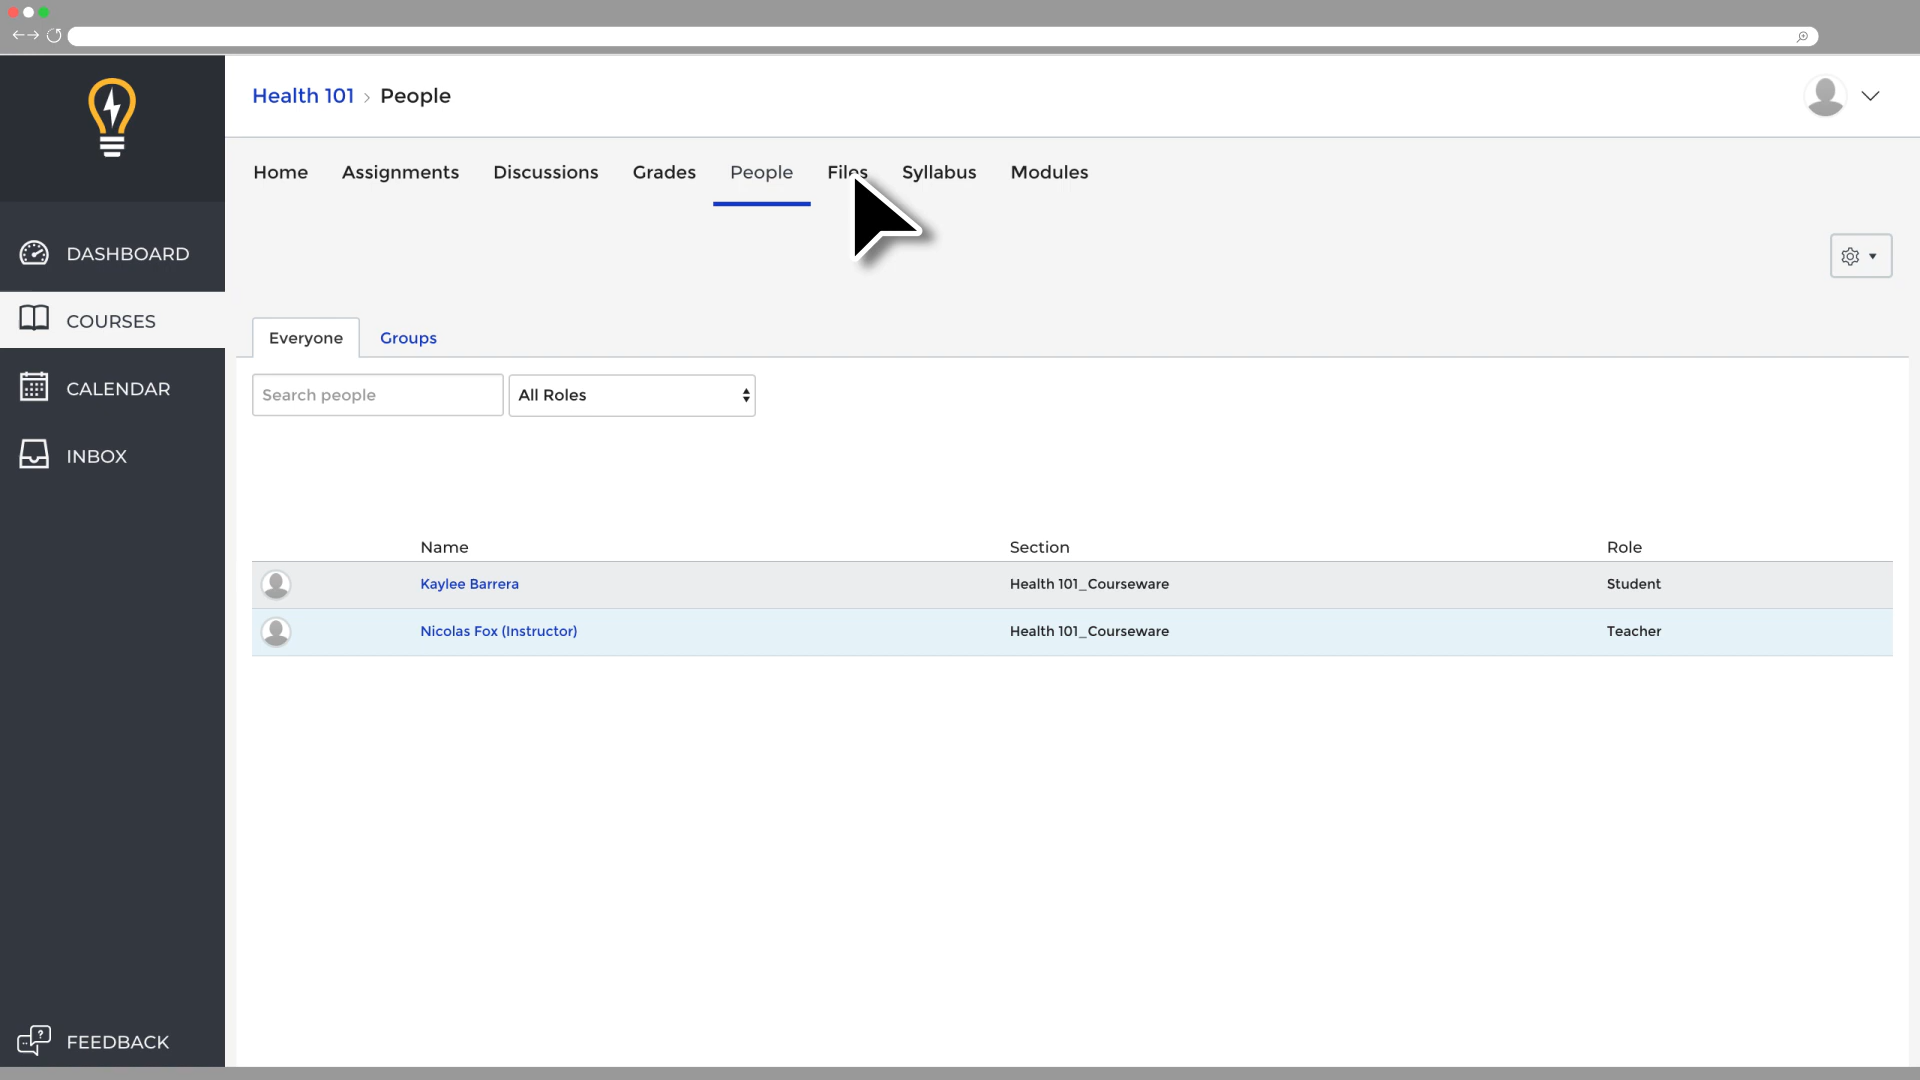 Health 101 › People
Home Assignments Discussions Grades People Files Syllabus Modules
DASHBOARD
COURSES
CALENDAR
INBOX
FEEDBACK
Everyone Groups
Search people All Roles
Name Section Role
Kaylee Barrera Health 101_Courseware Student
Nicolas Fox (Instructor) Health 101_Courseware Teacher